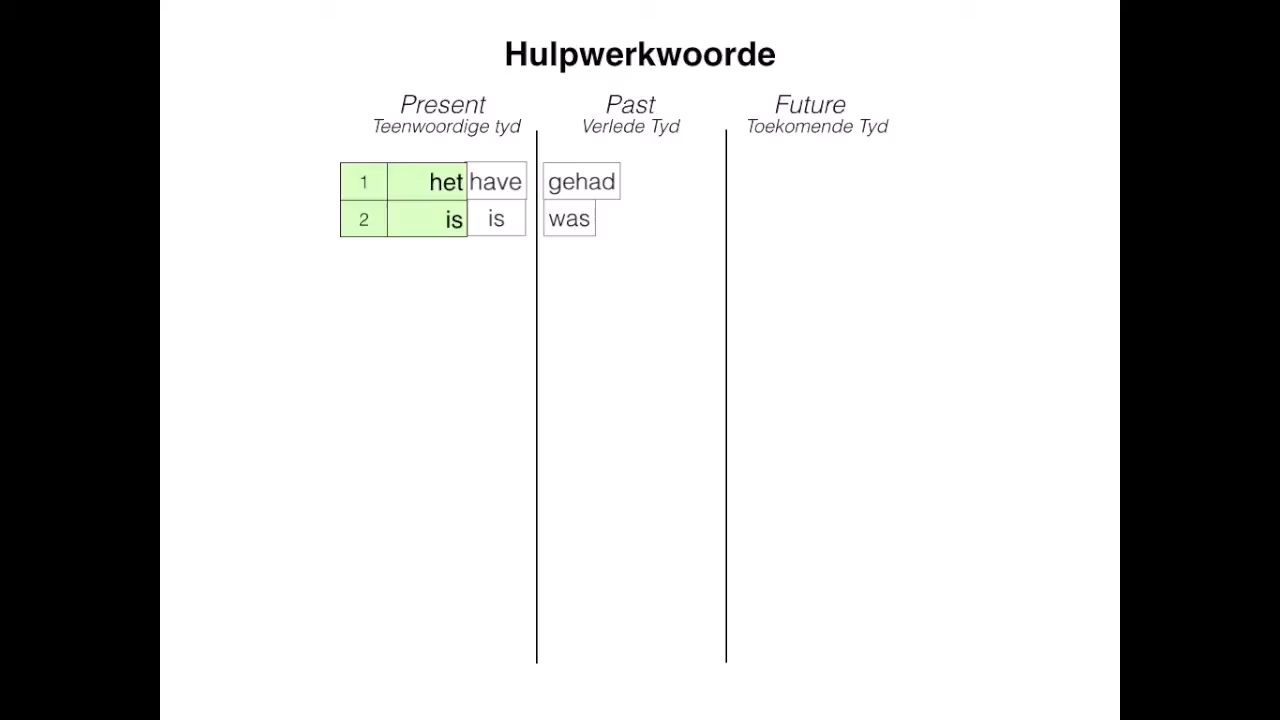 Hulpwerkwoorde
Present Past Future
Teenwoordige tyd Verlede Tyd Toekomende Tyd
1 het have gehad
2 is is was